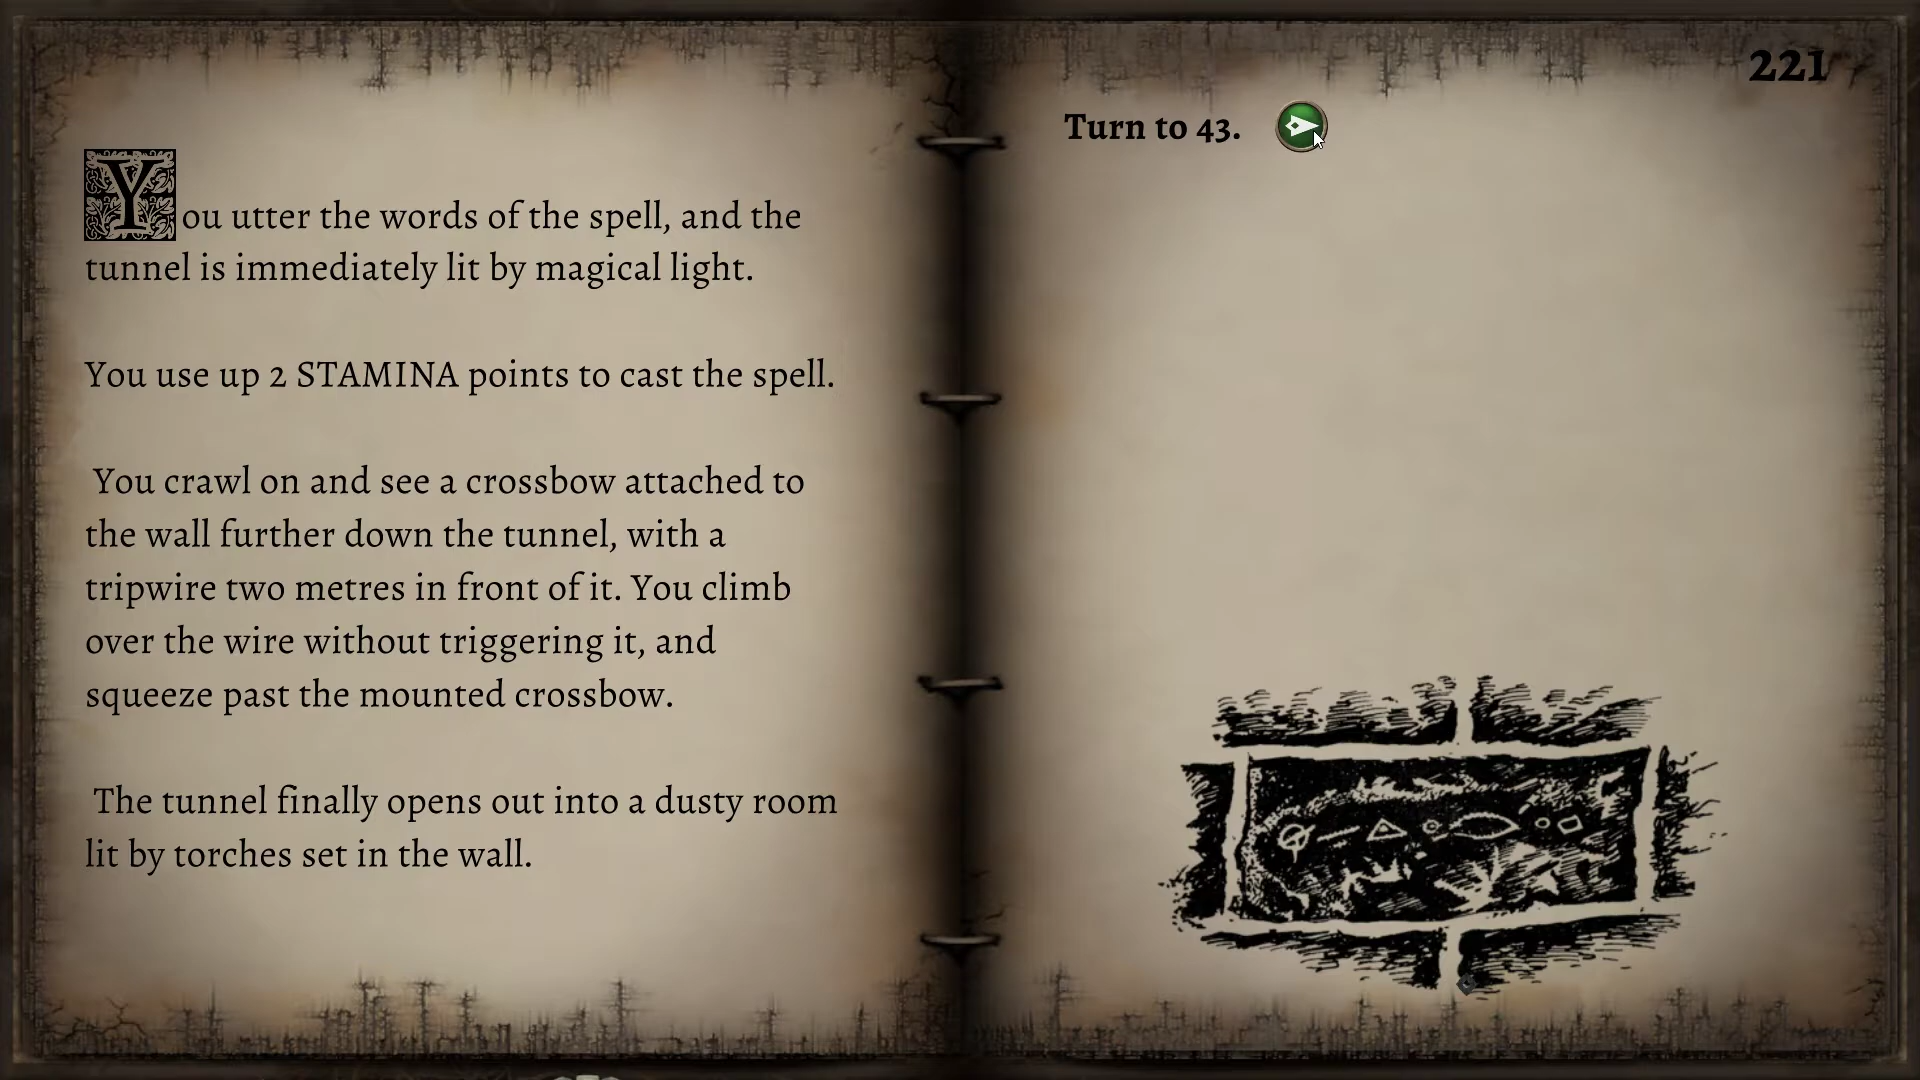 You utter the words of the spell, and the
tunnel is immediately lit by magical light.
You use up 2 STAMINA points to cast the spell.
You crawl on and see a crossbow attached to
the wall further down the tunnel, with a
tripwire two metres in front of it. You climb
over the wire without triggering it, and
squeeze past the mounted crossbow.
The tunnel finally opens out into a dusty room
lit by torches set in the wall.
221
Turn to 43.